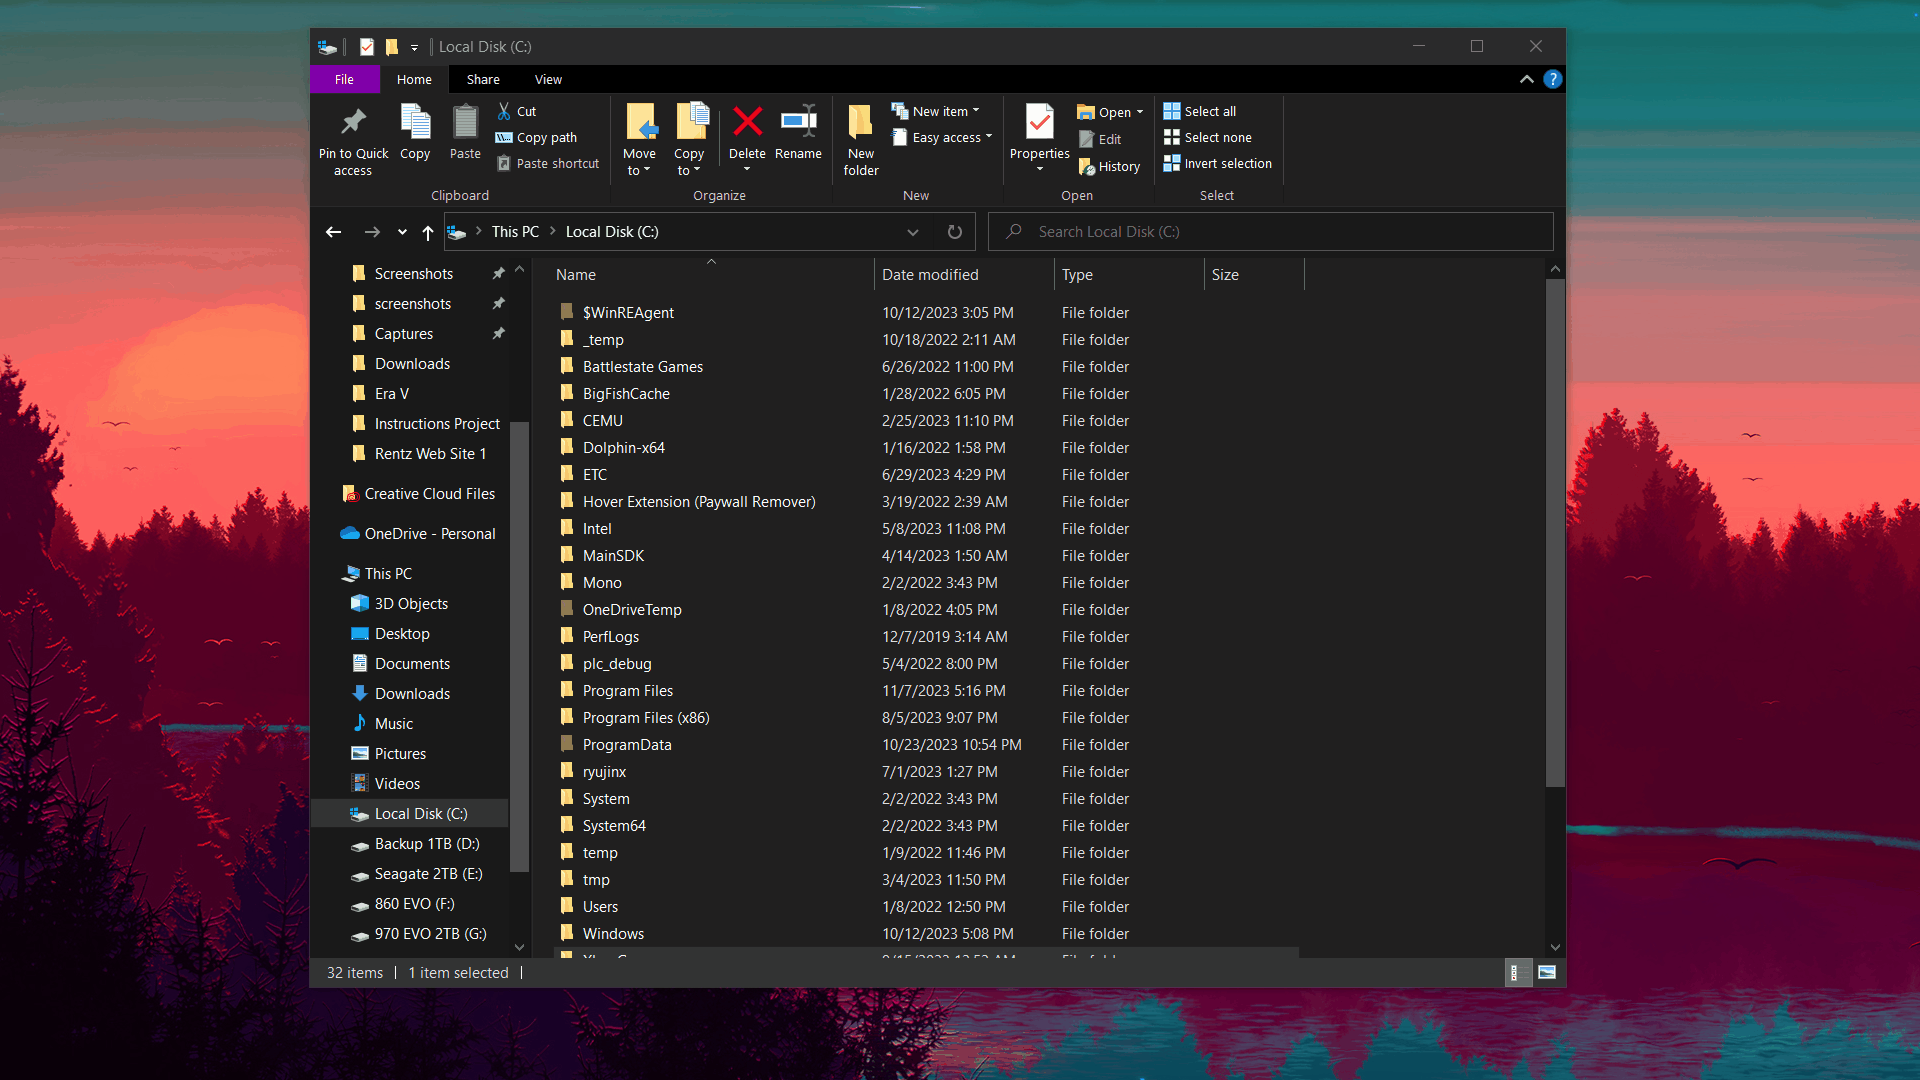 Local Disk (C:)
File Home Share View
Pin to Quick access
Copy
Paste
Cut
Copy path
Paste shortcut
Clipboard
Move to
Copy to
Delete
Rename
Organize
New folder
New item
Easy access
New
Properties
Open
Edit
History
Open
Select all
Select none
Invert selection
Select
This PC Local Disk (C:)
Search Local Disk (C:)
Screenshots
screenshots
Captures
Downloads
Era V
Instructions Project
Rentz Web Site 1
Creative Cloud Files
OneDrive - Personal
This PC
3D Objects
Desktop
Documents
Downloads
Music
Pictures
Videos
Local Disk (C:)
Backup 1TB (D:)
Seagate 2TB (E:)
860 EVO (F:)
970 EVO 2TB (G:)
Name Date modified Type Size
$WinREAgent 10/12/2023 3:05 PM File folder
_temp 10/18/2022 2:11 AM File folder
Battlestate Games 6/26/2022 11:00 PM File folder
BigFishCache 1/28/2022 6:05 PM File folder
CEMU 2/25/2023 11:10 PM File folder
Dolphin-x64 1/16/2022 1:58 PM File folder
ETC 6/29/2023 4:29 PM File folder
Hover Extension (Paywall Remover) 3/19/2022 2:39 AM File folder
Intel 5/8/2023 11:08 PM File folder
MainSDK 4/14/2023 1:50 AM File folder
Mono 2/2/2022 3:43 PM File folder
OneDriveTemp 1/8/2022 4:05 PM File folder
PerfLogs 12/7/2019 3:14 AM File folder
plc_debug 5/4/2022 8:00 PM File folder
Program Files 11/7/2023 5:16 PM File folder
Program Files (x86) 8/5/2023 9:07 PM File folder
ProgramData 10/23/2023 10:54 PM File folder
ryujinx 7/1/2023 1:27 PM File folder
System 2/2/2022 3:43 PM File folder
System64 2/2/2022 3:43 PM File folder
temp 1/9/2022 11:46 PM File folder
tmp 3/4/2023 11:50 PM File folder
Users 1/8/2022 12:50 PM File folder
Windows 10/12/2023 5:08 PM File folder
32 items 1 item selected